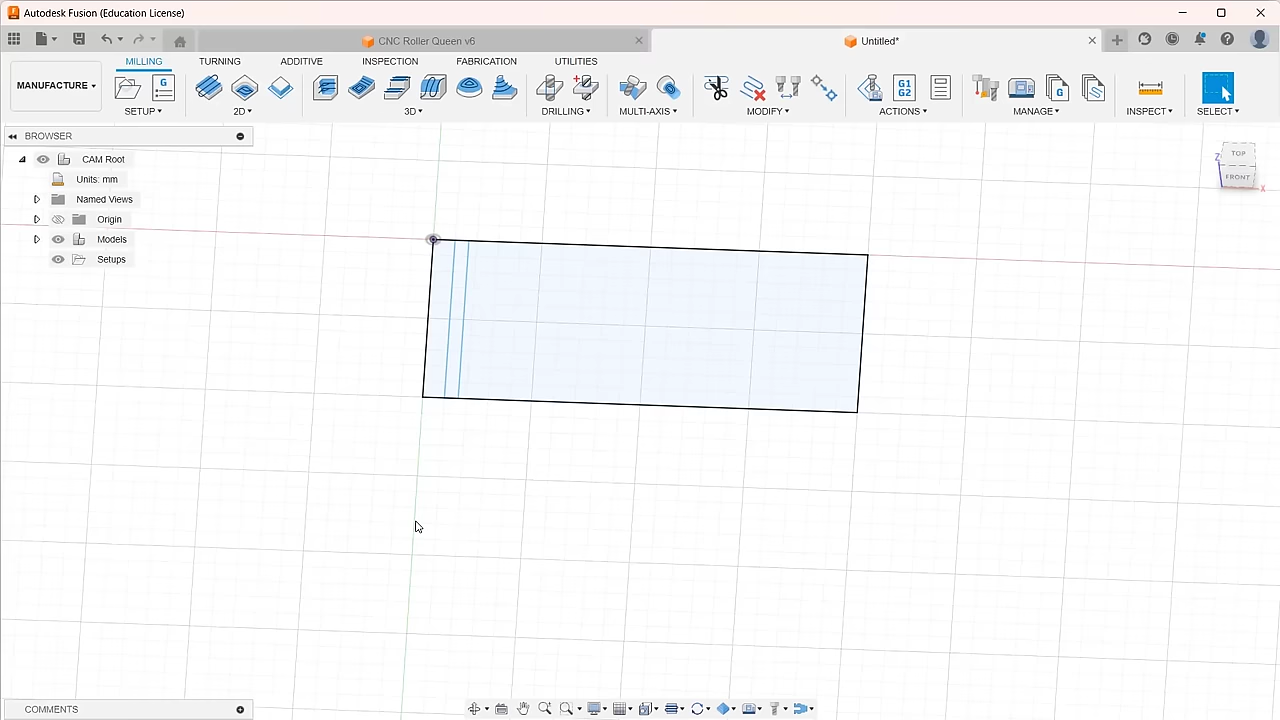 Autodesk Fusion (Education License)
CNC Roller Queen v6
Untitled*
MANUFACTURE
MILLING
TURNING
ADDITIVE
INSPECTION
FABRICATION
UTILITIES
G
G1
G2
G
SETUP
2D
3D
DRILLING
MULTI-AXIS
MODIFY
ACTIONS
MANAGE
INSPECT
SELECT
BROWSER
CAM Root
Units: mm
Named Views
Origin
Models
Setups
TOP
Z
FRONT
X
COMMENTS